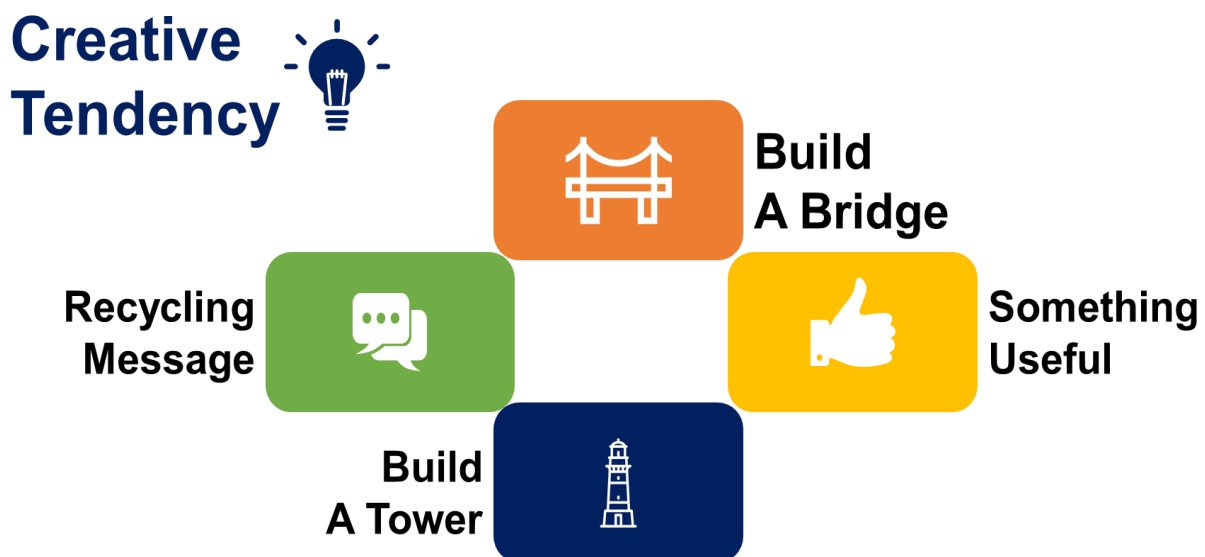 Creative
Tendency
Build
A Bridge
Recycling
Message
Something
Useful
Build
A Tower